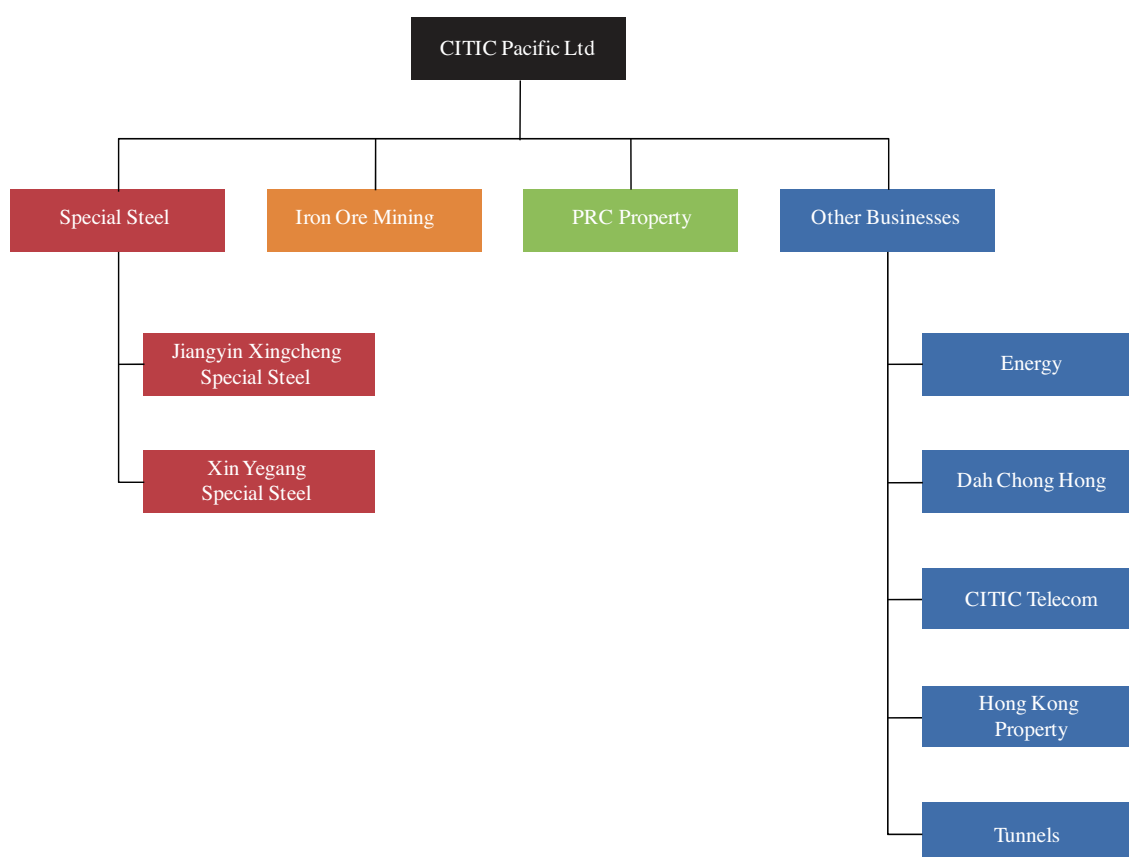 CITIC Pacific Ltd
Special Steel
Iron Ore Mining
PRC Property
Other Businesses
Jiangyin Xingcheng
Special Steel
Xin Yegang
Special Steel
Energy
Dah Chong Hong
CITIC Telecom
Hong Kong
Property
Tunnels